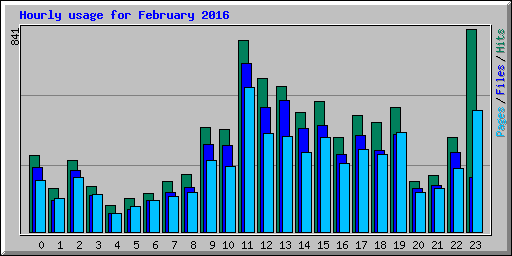 Hourly usage for February 2016
841
Pages / Files / Hits
0 1 2 3 4 5 6 7 8 9 10 11 12 13 14 15 16 17 18 19 20 21 22 23